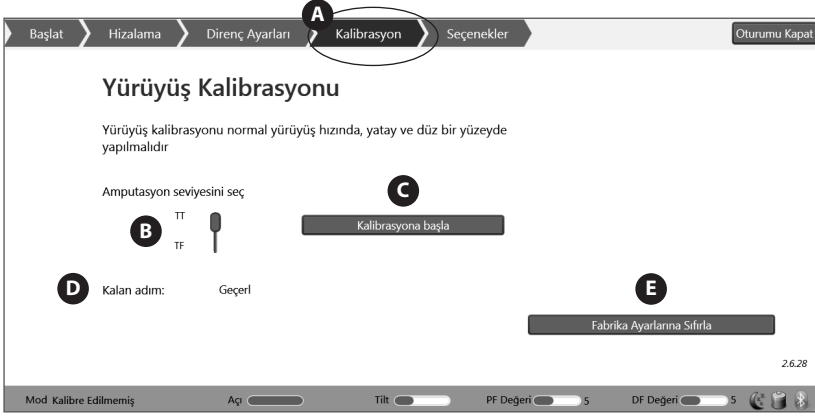 A
Başlat Hizalama Direnç Ayarları Kalibrasyon Seçenekler Oturumu Kapat
Yürüyüş Kalibrasyonu
Yürüyüş kalibrasyonu normal yürüyüş hızında, yatay ve düz bir yüzeyde
yapılmalıdır
Amputasyon seviyesini seç
C
TT
B
TF
Kalibrasyona başla
D Kalan adım: Geçerl
E
Fabrika Ayarlarına Sıfırla
2.6.28
Mod Kalibre Edilmemiş Açı Tilt PF Değeri 5 DF Değeri 5